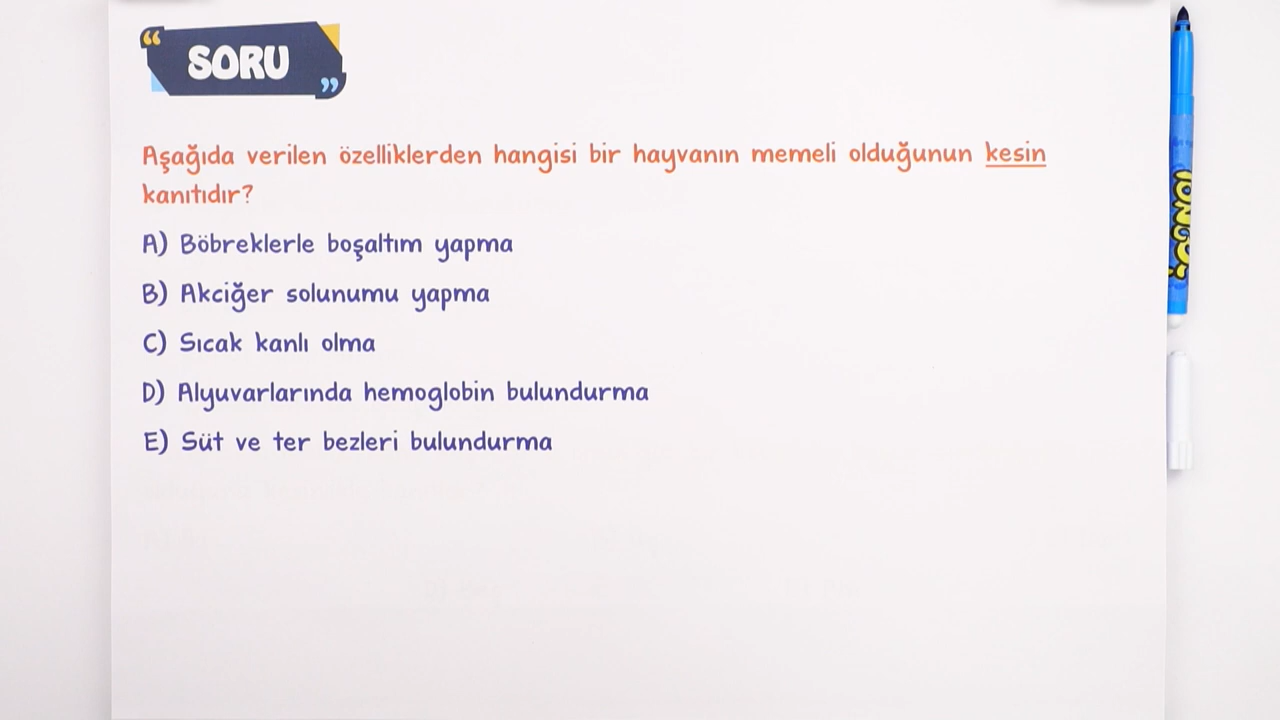 “ SORU ”
Aşağıda verilen özelliklerden hangisi bir hayvanın memeli olduğunun kesin
kanıtıdır?
A) Böbreklerle boşaltım yapma
B) Akciğer solunumu yapma
C) Sıcak kanlı olma
D) Alyuvarlarında hemoglobin bulundurma
E) Süt ve ter bezleri bulundurma